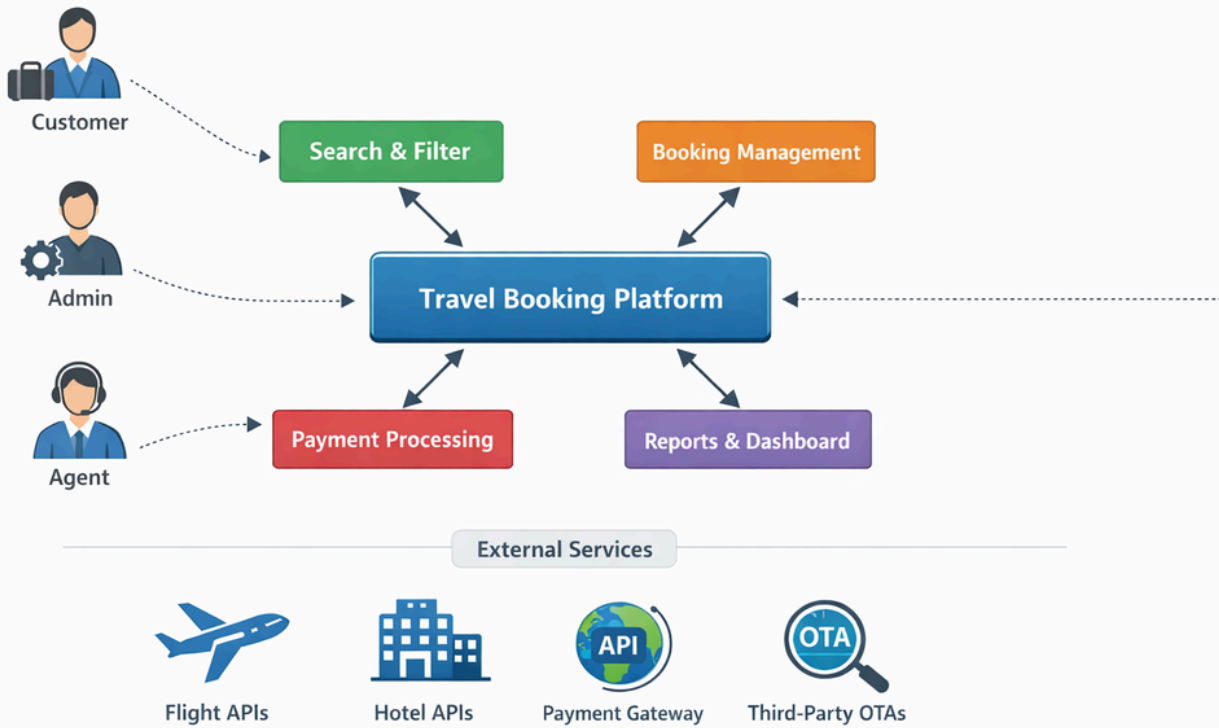 Customer
Search & Filter
Booking Management
Admin
Travel Booking Platform
Agent
Payment Processing
Reports & Dashboard
External Services
API
OTA
Flight APIs
Hotel APIs
Payment Gateway
Third-Party OTAs